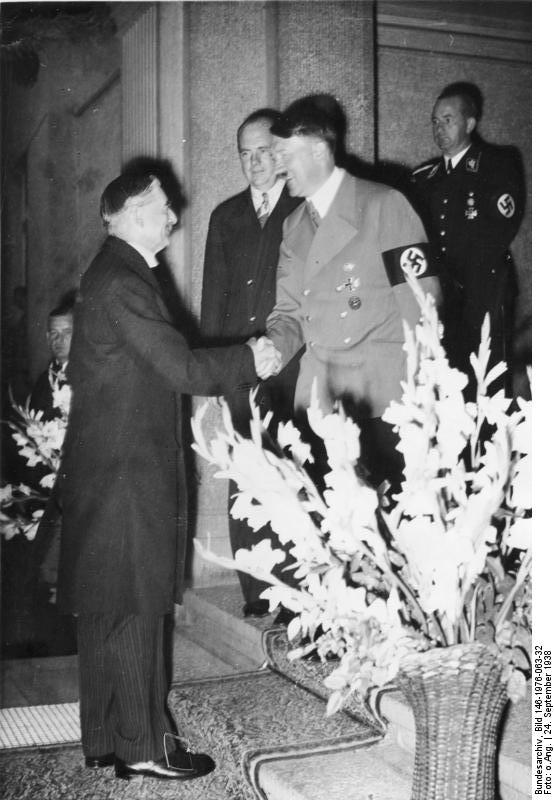 Bundesarchiv, Bild 146-1976-063-32
Foto: o.Ang. | 24. September 1938